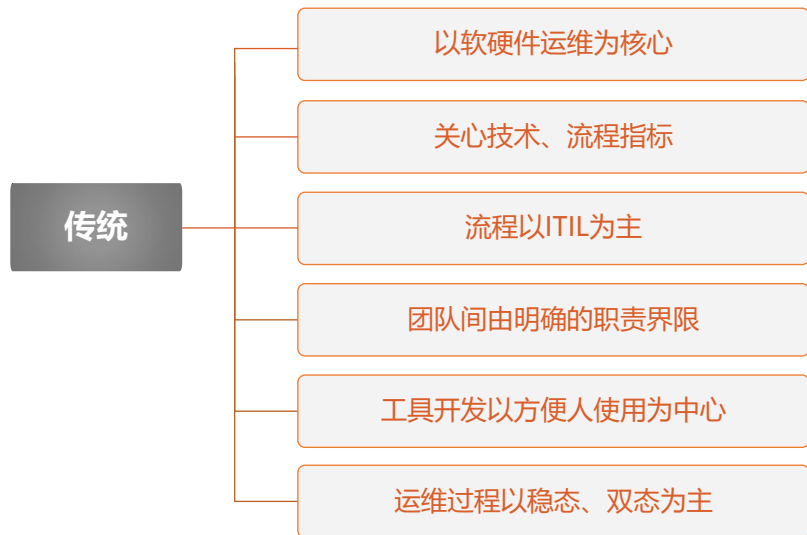 以软硬件运维为核心
关心技术、流程指标
传统
流程以ITIL为主
团队间由明确的职责界限
工具开发以方便人使用为中心
运维过程以稳态、双态为主